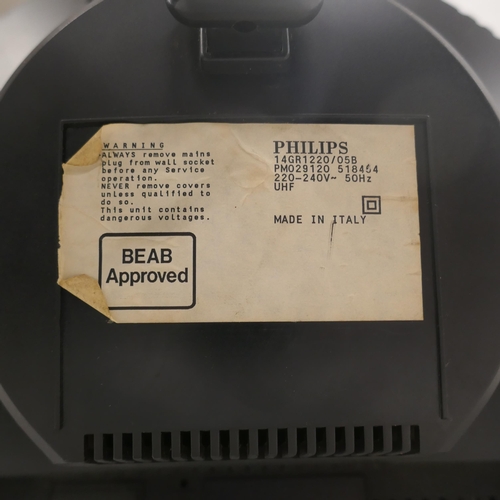 WARNING
ALWAYS remove mains
plug from wall socket
before any Service
operation.
NEVER remove covers
unless qualified to
do so.
This unit contains
dangerous voltages.
BEAB
Approved
PHILIPS
14GR1220/05B
PM029120 518454
220-240V~ 50Hz
UHF
MADE IN ITALY